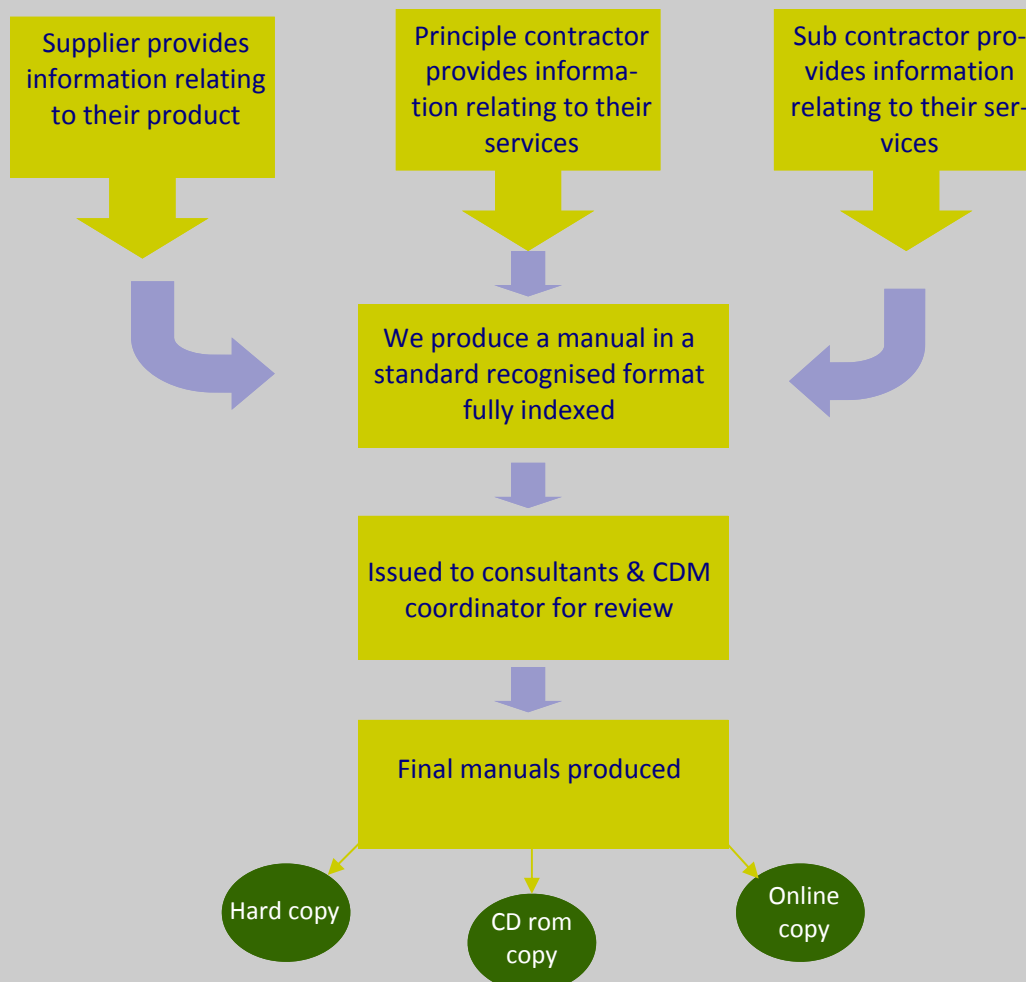 Supplier provides
information relating
to their product
Principle contractor
provides informa-
tion relating to their
services
Sub contractor pro-
vides information
relating to their ser-
vices
We produce a manual in a
standard recognised format
fully indexed
Issued to consultants & CDM
coordinator for review
Final manuals produced
Hard copy
CD rom
copy
Online
copy